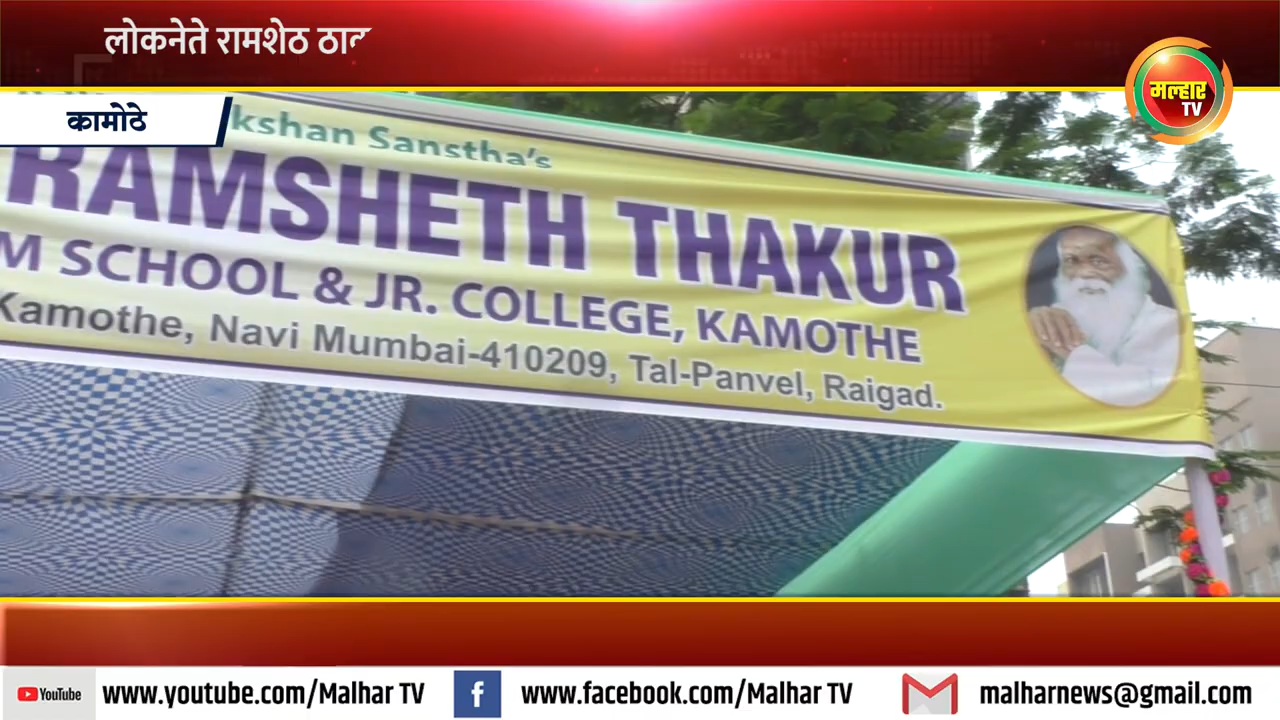 लोकनेते रामशेठ
मल्हार
TV
कामोठे
kshan Sanstha's
RAMSHETH THAKUR
M SCHOOL & JR. COLLEGE, KAMOTHE
Kamothe, Navi Mumbai-410209, Tal-Panvel, Raigad.
YouTube www.youtube.com/Malhar TV f www.facebook.com/Malhar TV malharnews@gmail.com